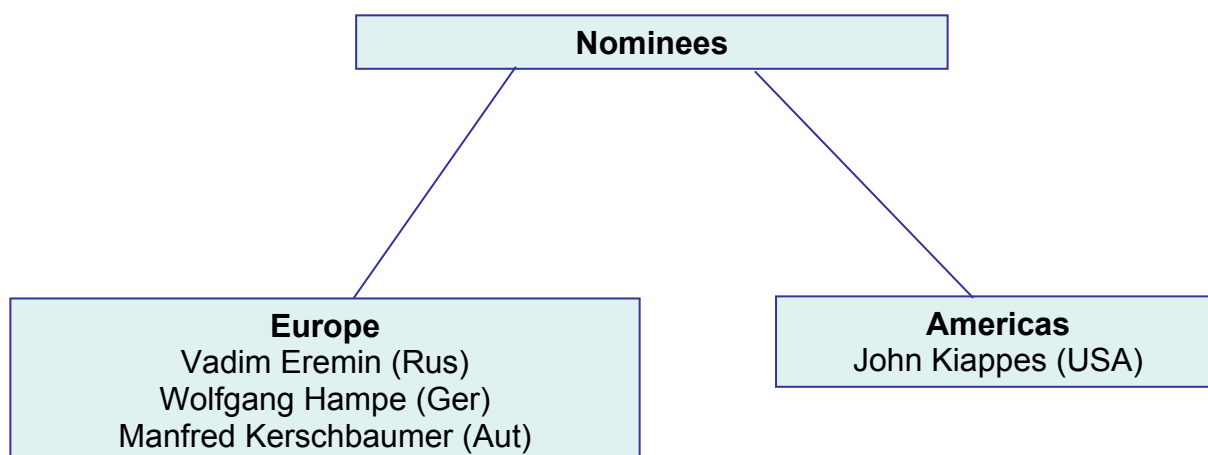 Nominees
Europe
Vadim Eremin (Rus)
Wolfgang Hampe (Ger)
Manfred Kerschbaumer (Aut)
Americas
John Kiappes (USA)